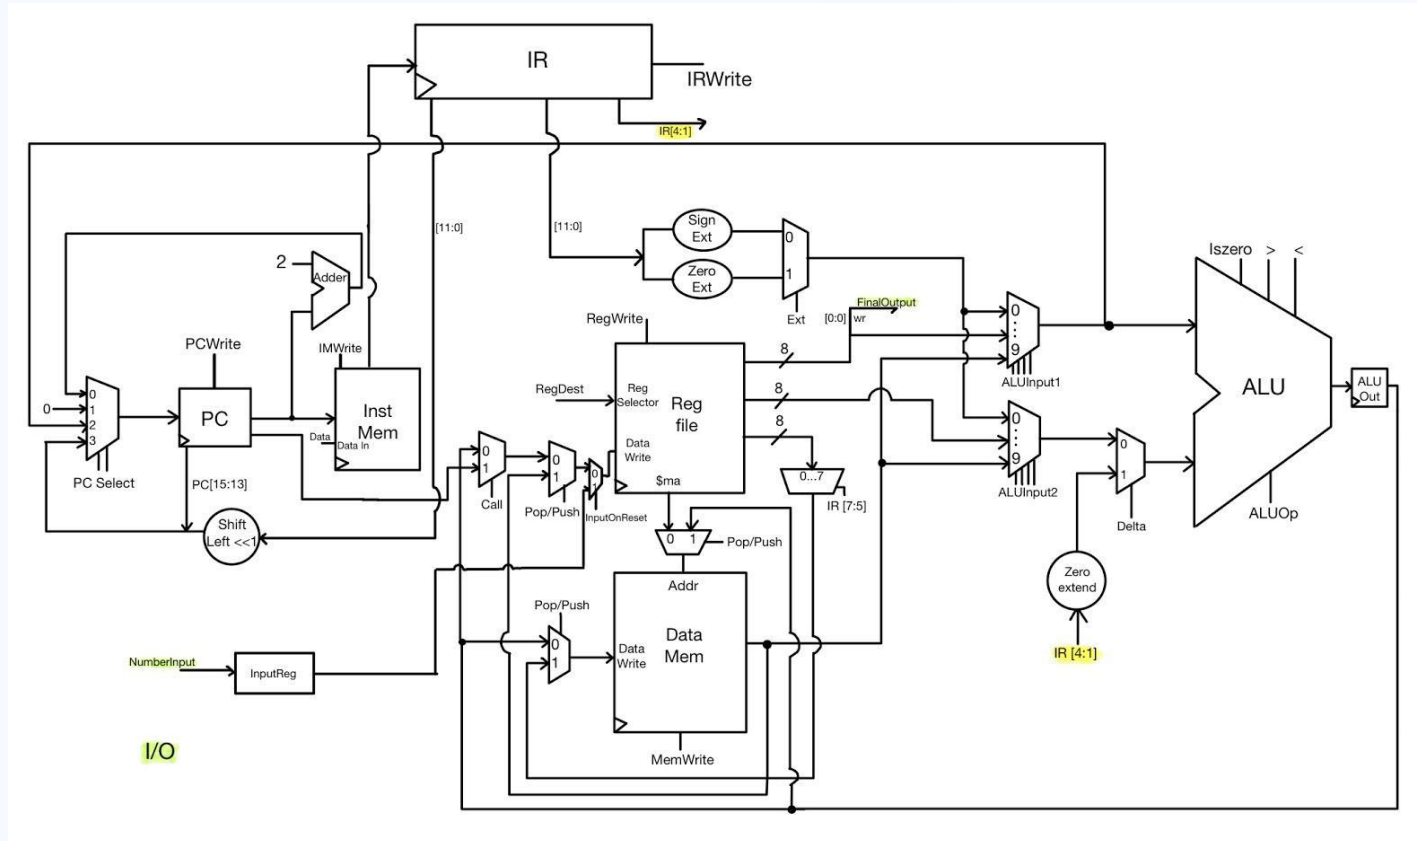 IR
IRWrite
IR[4:1]
[11:0]
[11:0]
Sign
Ext
Zero
Ext
0
1
Ext
2
Adder
Iszero > <
FinalOutput
[0:0]
wr
RegWrite
PCWrite
IMWrite
0
1
2
3
0
PC Select
PC
Inst
Mem
Data
Data In
PC[15:13]
Shift
Left <<1
RegDest
Reg
Selector
Reg
file
Data
Write
$ma
8
8
8
0
1
Call
0
1
Pop/Push
0
1
InputOnReset
0...7
IR [7:5]
0 1
Pop/Push
Addr
Data
Mem
Data
Write
MemWrite
Pop/Push
0
1
0
9
ALUInput1
0
9
ALUInput2
0
1
Delta
Zero
extend
IR [4:1]
ALU
ALUOp
ALU
Out
NumberInput
InputReg
I/O